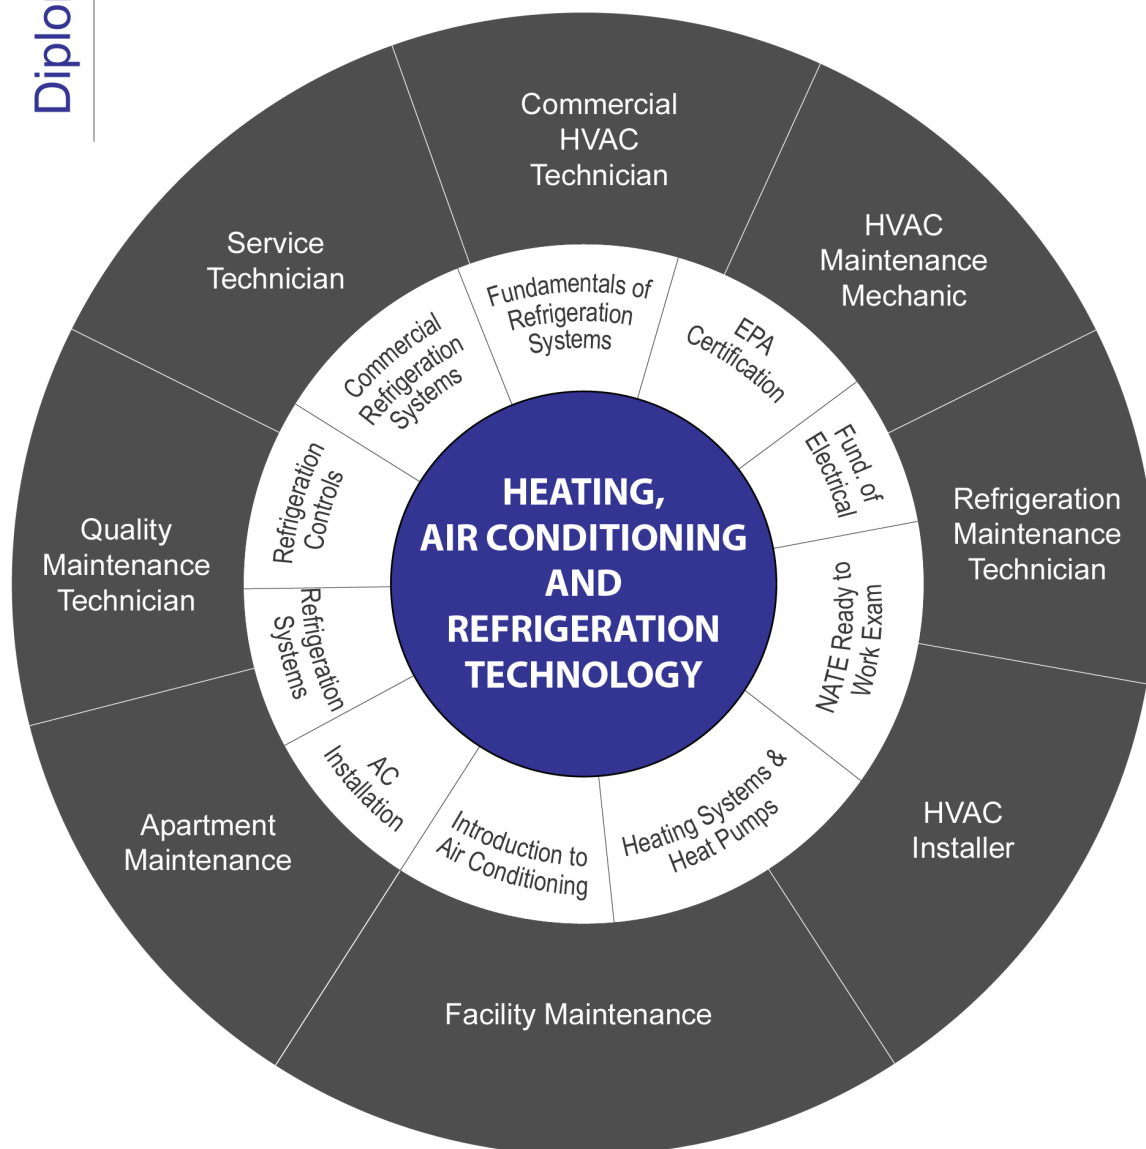 Diplo
Commercial
HVAC
Technician
HVAC
Maintenance
Mechanic
Refrigeration
Maintenance
Technician
HVAC
Installer
Facility Maintenance
Apartment
Maintenance
Quality
Maintenance
Technician
Service
Technician
Fundamentals of
Refrigeration
Systems
EPA
Certification
Fund. of
Electrical
NATE Ready to
Work Exam
Heating Systems &
Heat Pumps
Introduction to
Air Conditioning
AC
Installation
Refrigeration
Systems
Refrigeration
Controls
Commercial
Refrigeration
Systems
HEATING,
AIR CONDITIONING
AND
REFRIGERATION
TECHNOLOGY